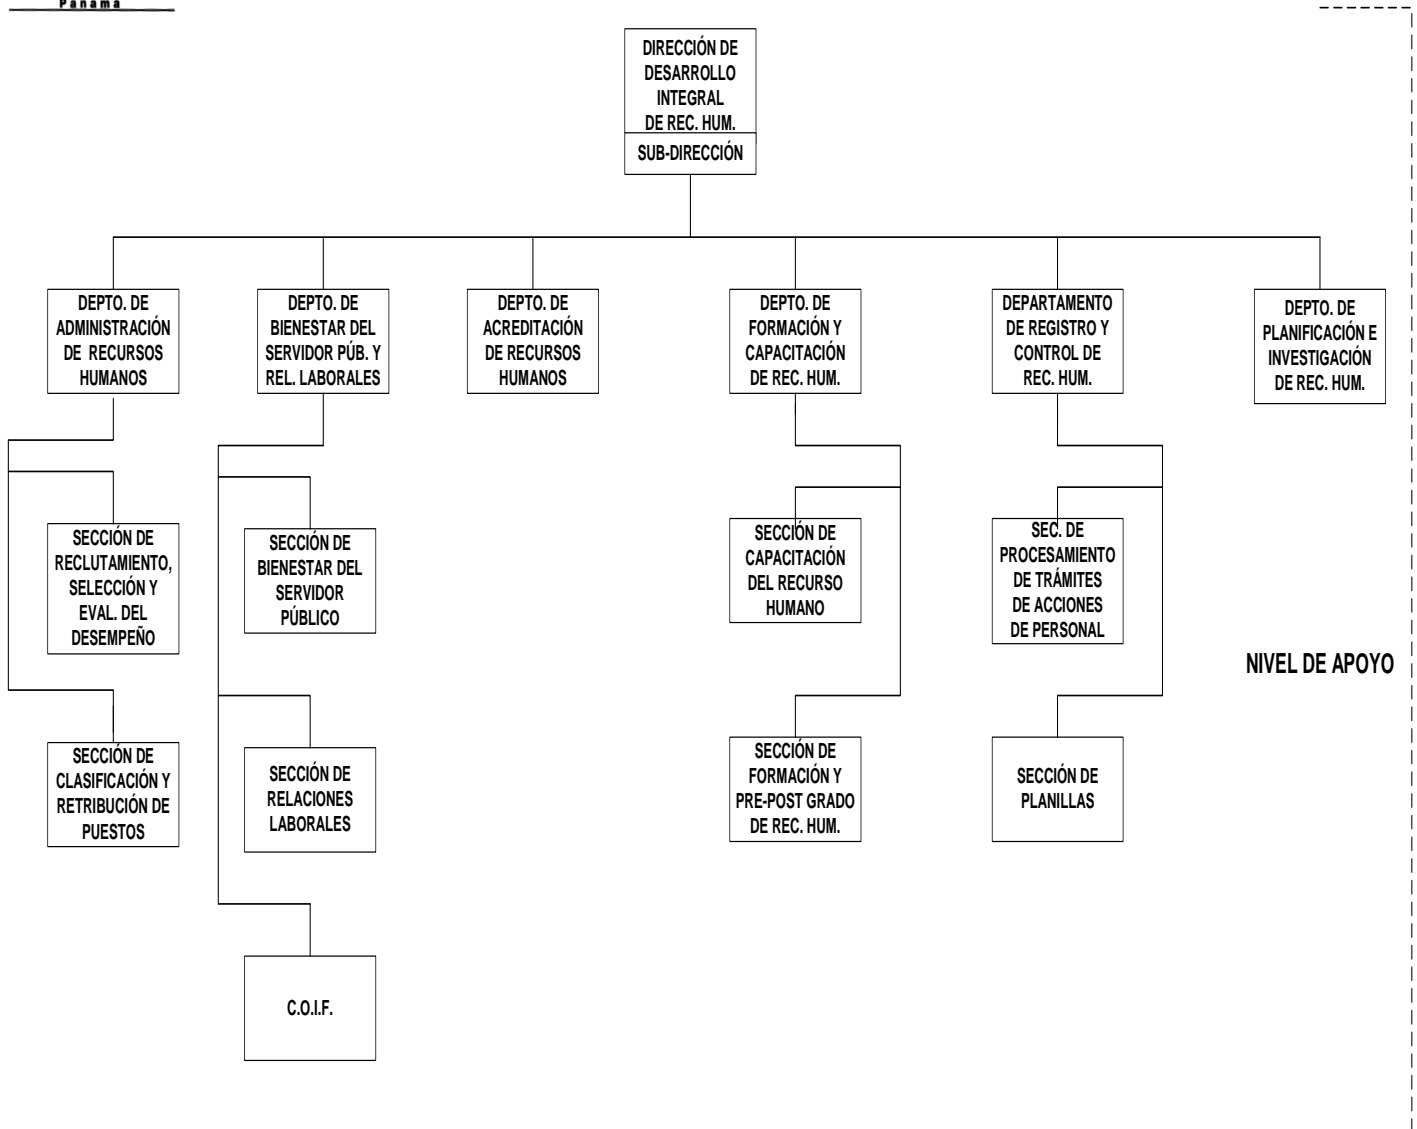 Panamá
DIRECCIÓN DE
DESARROLLO
INTEGRAL
DE REC. HUM.
SUB-DIRECCIÓN
DEPTO. DE
ADMINISTRACIÓN
DE RECURSOS
HUMANOS
DEPTO. DE
BIENESTAR DEL
SERVIDOR PÚB. Y
REL. LABORALES
DEPTO. DE
ACREDITACIÓN
DE RECURSOS
HUMANOS
DEPTO. DE
FORMACIÓN Y
CAPACITACIÓN
DE REC. HUM.
DEPARTAMENTO
DE REGISTRO Y
CONTROL DE
REC. HUM.
DEPTO. DE
PLANIFICACIÓN E
INVESTIGACIÓN
DE REC. HUM.
SECCIÓN DE
RECLUTAMIENTO,
SELECCIÓN Y
EVAL. DEL
DESEMPEÑO
SECCIÓN DE
BIENESTAR DEL
SERVIDOR
PÚBLICO
SECCIÓN DE
CAPACITACIÓN
DEL RECURSO
HUMANO
SEC. DE
PROCESAMIENTO
DE TRÁMITES
DE ACCIONES
DE PERSONAL
NIVEL DE APOYO
SECCIÓN DE
CLASIFICACIÓN Y
RETRIBUCIÓN DE
PUESTOS
SECCIÓN DE
RELACIONES
LABORALES
SECCIÓN DE
FORMACIÓN Y
PRE-POST GRADO
DE REC. HUM.
SECCIÓN DE
PLANILLAS
C.O.I.F.